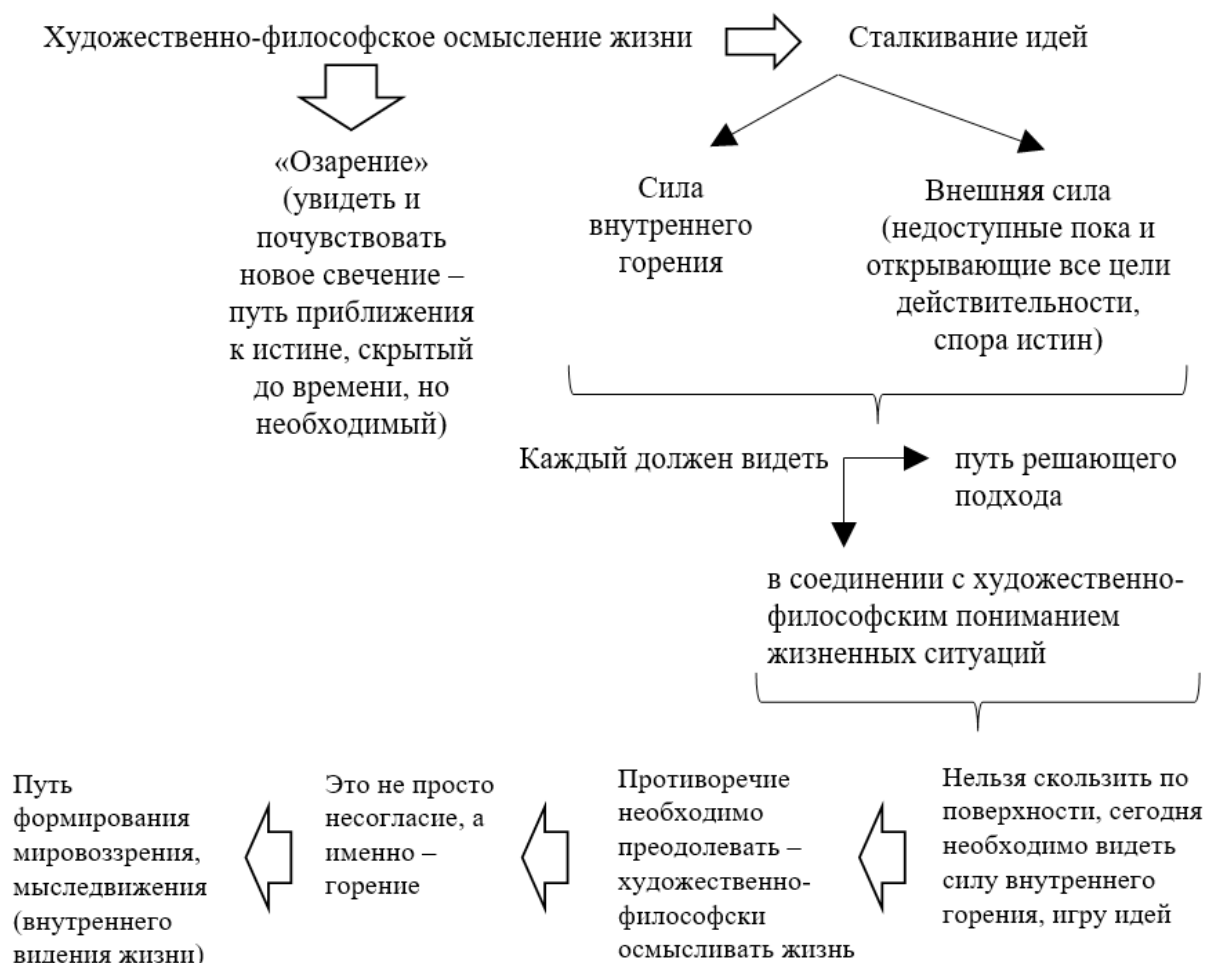 Художественно-философское осмысление жизни
Сталкивание идей
«Озарение»
(увидеть и
почувствовать
новое свечение –
путь приближения
к истине, скрытый
до времени, но
необходимый)
Сила
внутреннего
горения
Внешняя сила
(недоступные пока и
открывающие все цели
действительности,
спора истин)
Каждый должен видеть
путь решающего
подхода
в соединении с художественно-
философским пониманием
жизненных ситуаций
Нельзя скользить по
поверхности, сегодня
необходимо видеть
силу внутреннего
горения, игру идей
Противоречие
необходимо
преодолевать –
художественно-
философски
осмысливать жизнь
Это не просто
несогласие, а
именно –
горение
Путь
формирования
мировоззрения,
мыследвижения
(внутреннего
видения жизни)